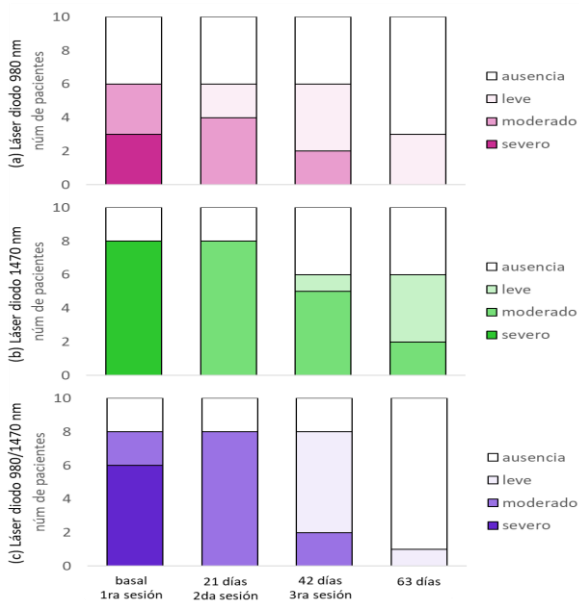 (a) Láser diodo 980 nm
núm de pacientes
10
8
6
4
2
0
ausencia
leve
moderado
severo
(b) Láser diodo 1470 nm
núm de pacientes
10
8
6
4
2
0
ausencia
leve
moderado
severo
(c) Láser diodo 980/1470 nm
núm de pacientes
10
8
6
4
2
0
ausencia
leve
moderado
severo
basal
1ra sesión
21 días
2da sesión
42 días
3ra sesión
63 días